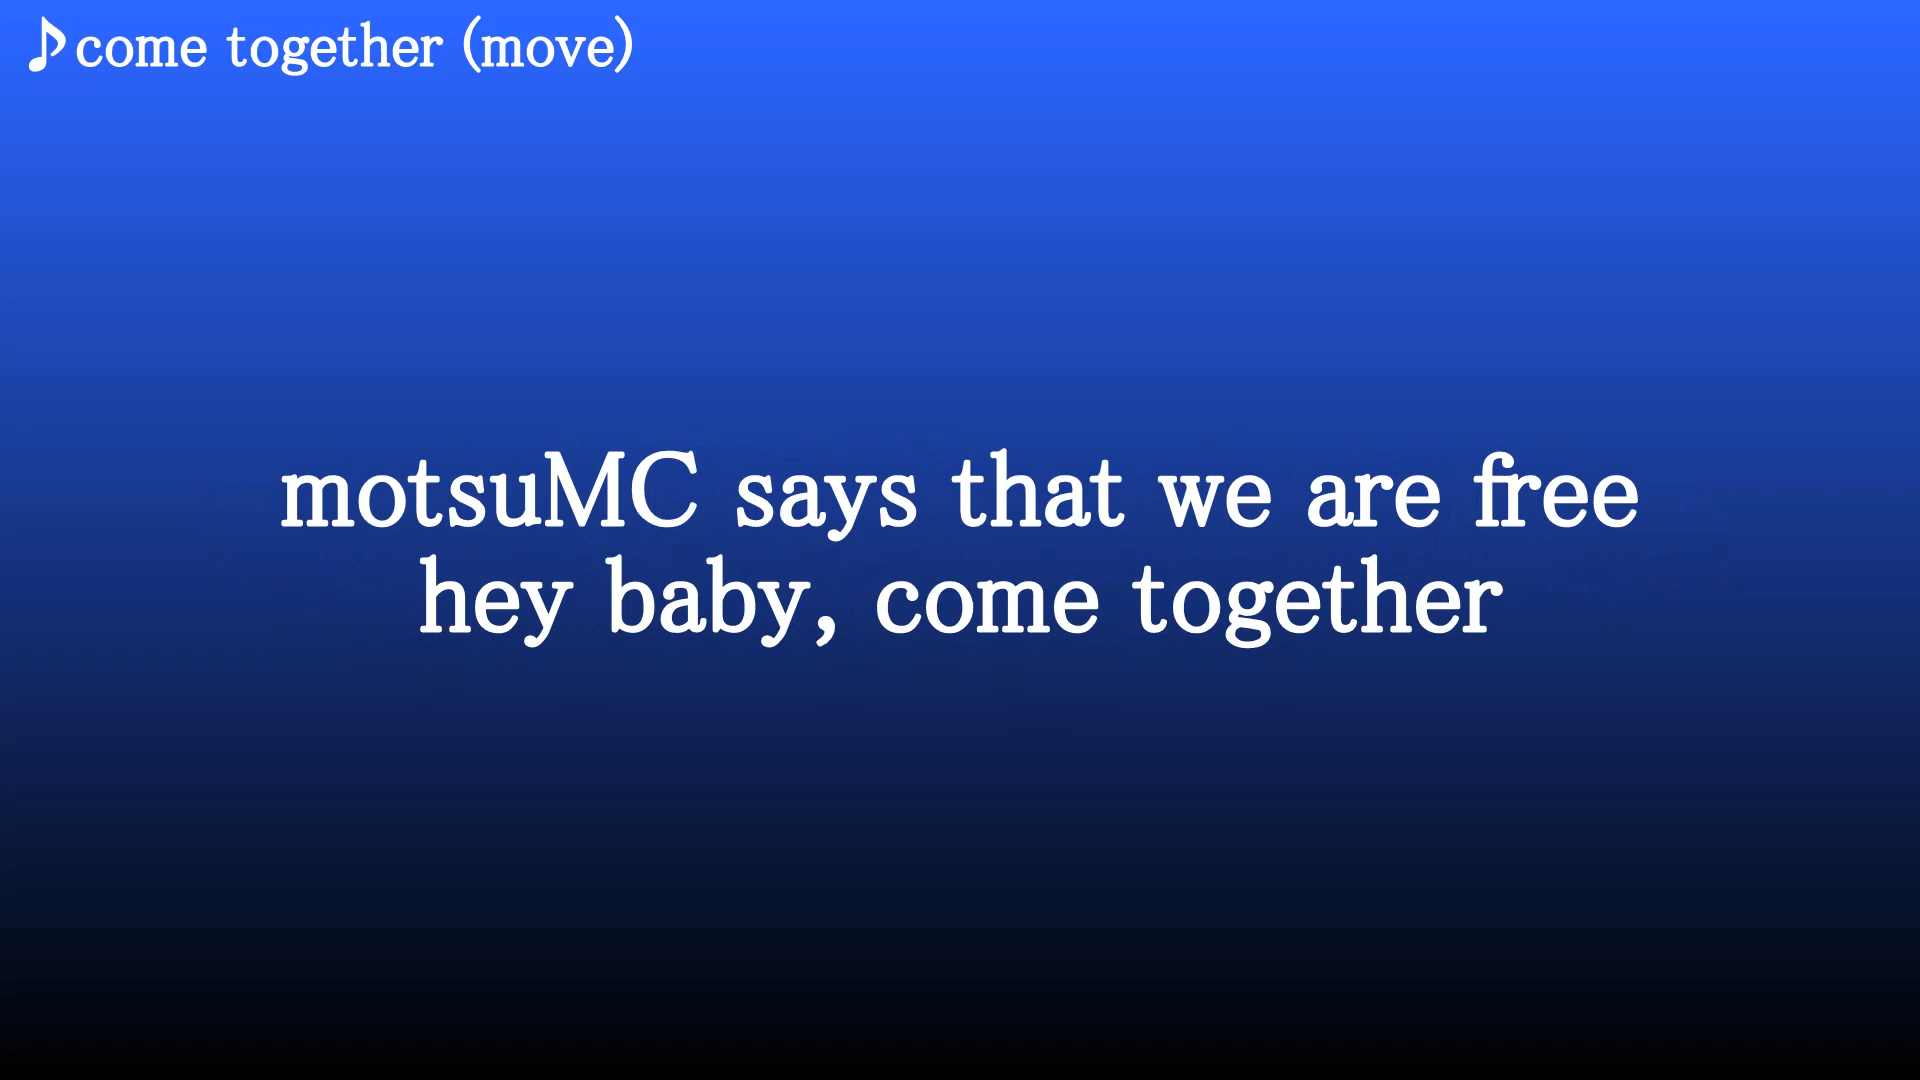 ♪come together (move)
motsuMC says that we are free
hey baby, come together